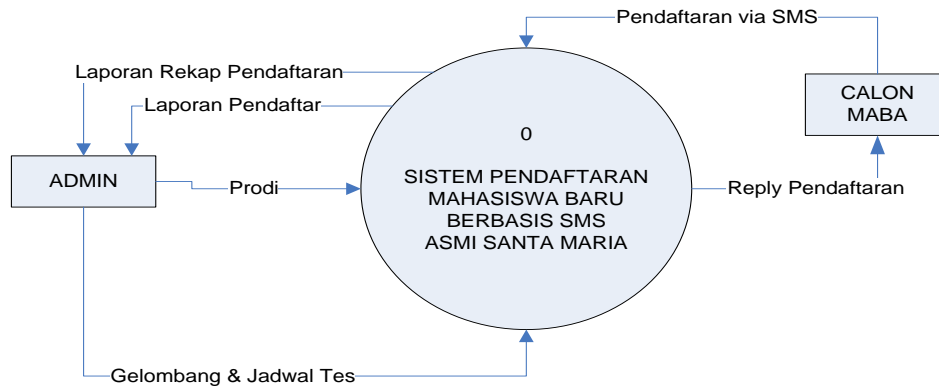 Pendaftaran via SMS
Laporan Rekap Pendaftaran
Laporan Pendaftar
CALON
MABA
0
ADMIN
Prodi
SISTEM PENDAFTARAN
MAHASISWA BARU
BERBASIS SMS
ASMI SANTA MARIA
Reply Pendaftaran
Gelombang & Jadwal Tes